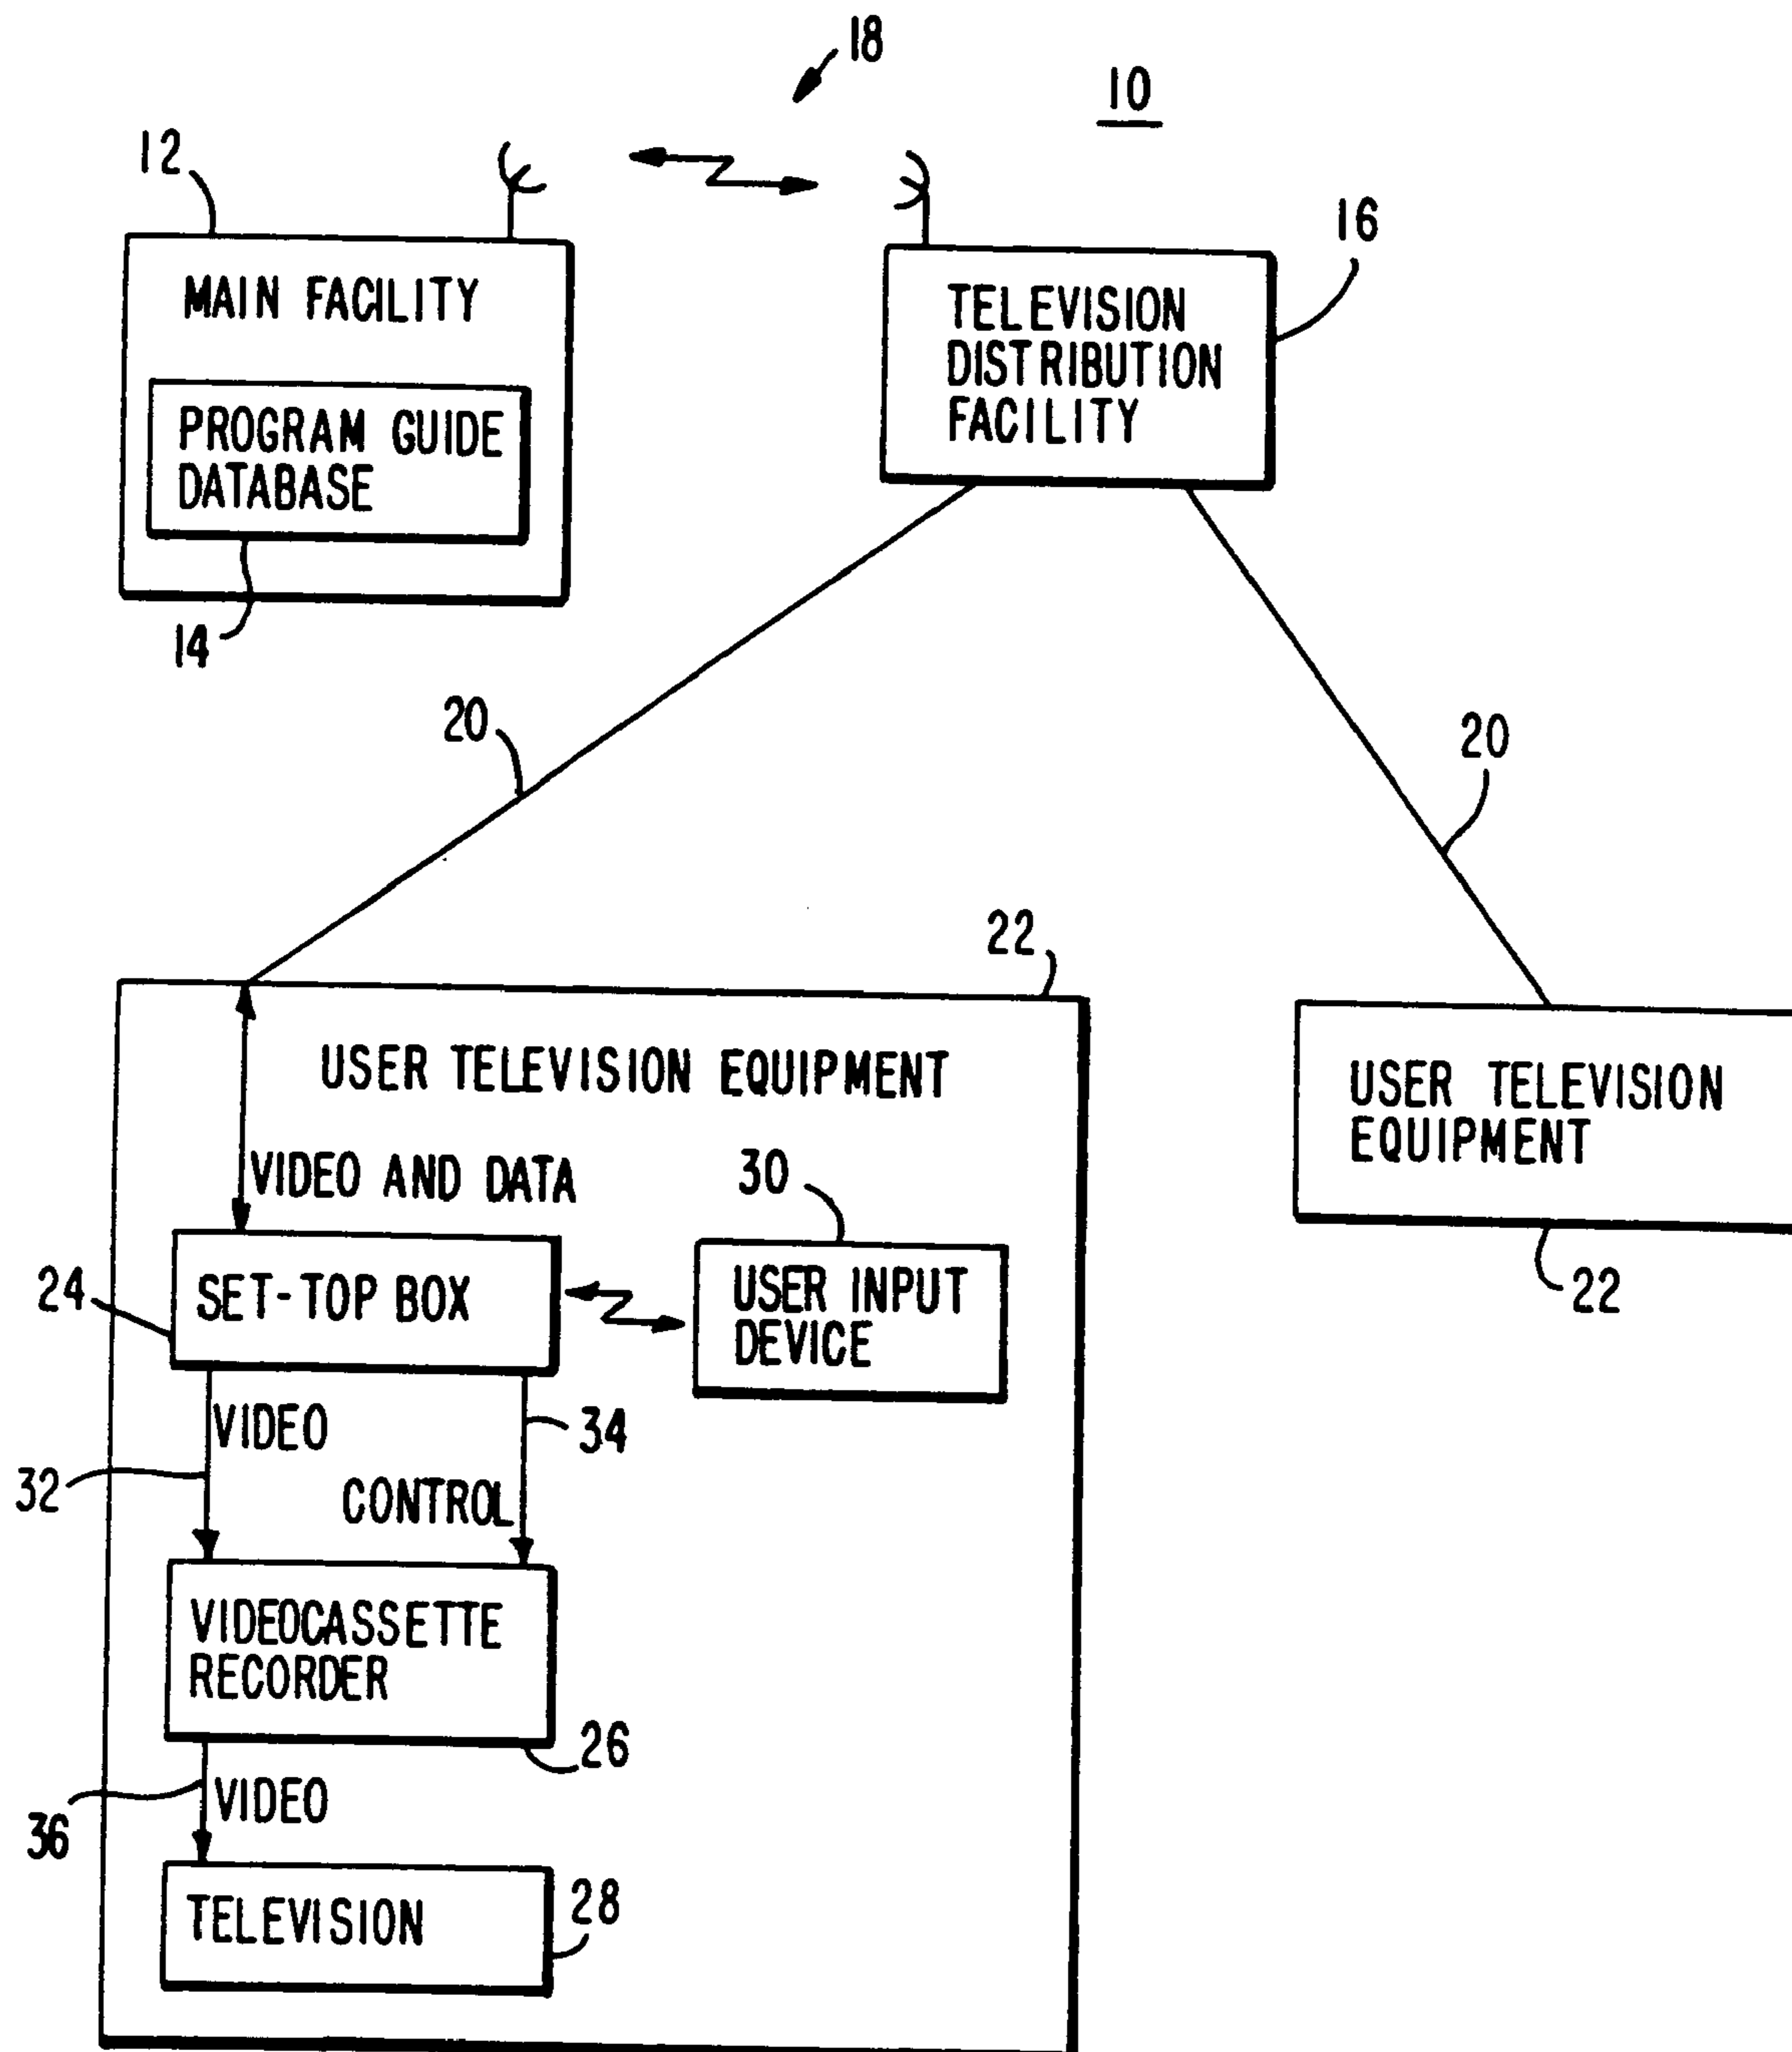 18
10
12
16
MAIN FACILITY
TELEVISION
DISTRIBUTION
FACILITY
PROGRAM GUIDE
DATABASE
14
20
20
22
USER TELEVISION EQUIPMENT
USER TELEVISION
EQUIPMENT
VIDEO AND DATA
30
24
SET-TOP BOX
USER INPUT
DEVICE
22
VIDEO
34
32
CONTROL
VIDEOCASSETTE
RECORDER
26
VIDEO
36
TELEVISION
28